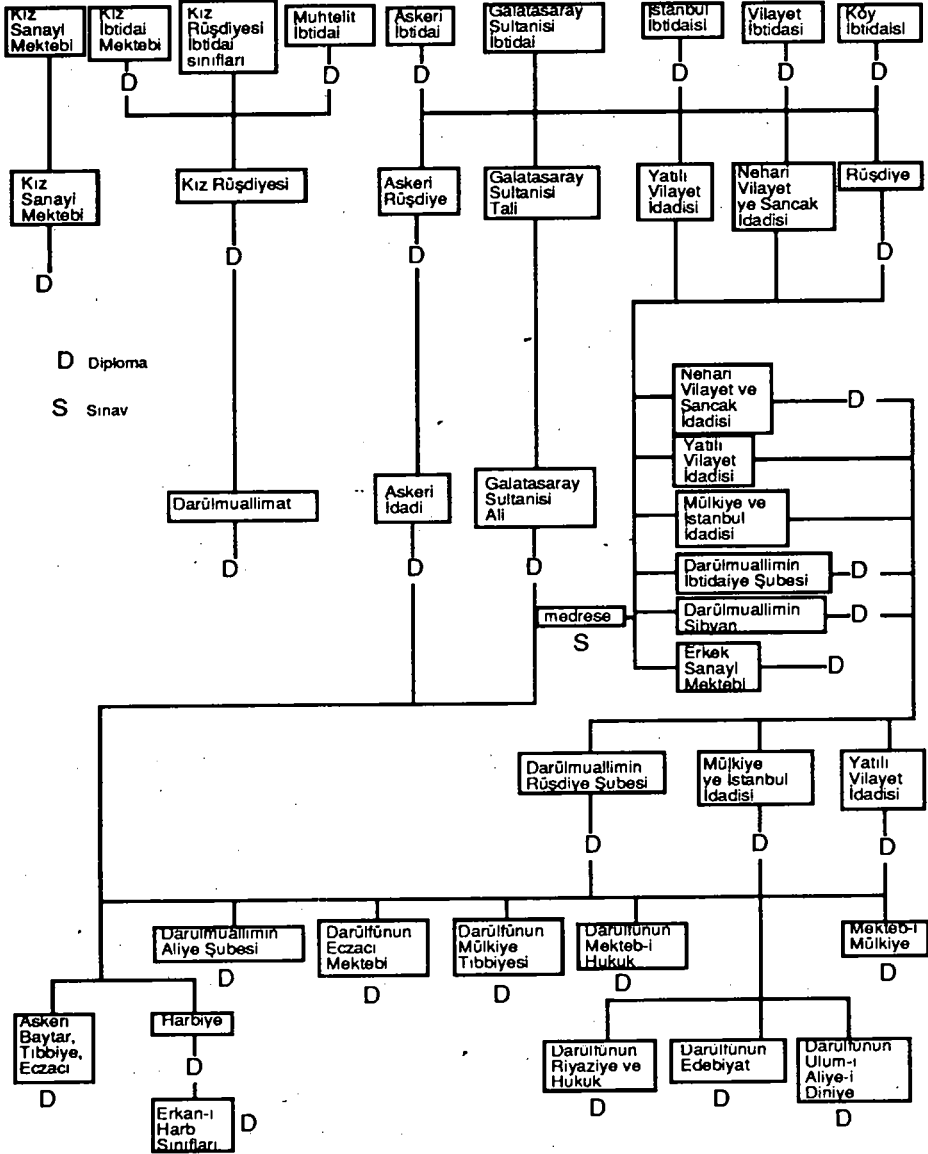 Kız
Sanayi
Mektebi
Kız
İbtidai
Mektebi
Kız
Rüşdiyesi
İbtidai
sınıfları
Muhtelit
İbtidai
Askeri
İbtidai
Galatasaray
Sultanisi
İbtidai
İstanbul
İbtidaisi
Vilayet
İbtidasi
Köy
İbtidaisi
D
D
D
D
D
D
Kız
Sanayi
Mektebi
Kız Rüşdiyesi
Askeri
Rüşdiye
Galatasaray
Sultanisi
Tali
Yatılı
Vilayet
İdadisi
Nehari
Vilayet
ve Sancak
İdadisi
Rüşdiye
D
D
D
D
D Diploma
S Sınav
Nehari
Vilayet ve
Sancak
İdadisi
D
Yatılı
Vilayet
İdadisi
Darülmuallimat
Askeri
İdadi
Galatasaray
Sultanisi
Ali
Mülkiye ve
İstanbul
İdadisi
D
D
D
Darülmuallimin
İbtidaiye Şubesi
D
medrese
S
Darülmuallimin
Sibyan
D
Erkek
Sanayi
Mektebi
D
Darülmuallimin
Rüşdiye Şubesi
Mülkiye
ve İstanbul
İdadisi
Yatılı
Vilayet
İdadisi
D
D
D
Darülmuallimin
Aliye Şubesi
D
Darülfünun
Eczacı
Mektebi
D
Darülfünun
Mülkiye
Tıbbiyesi
D
Darülfünun
Mekteb-i
Hukuk
D
Mekteb-i
Mülkiye
D
Askeri
Baytar,
Tıbbiye,
Eczacı
D
Harbiye
D
Erkan-ı
Harb
Sınıfları
D
Darülfünun
Riyaziye ve
Hukuk
D
Darülfünun
Edebiyat
D
Darülfünun
Ulum-ı
Aliye-i
Diniye
D